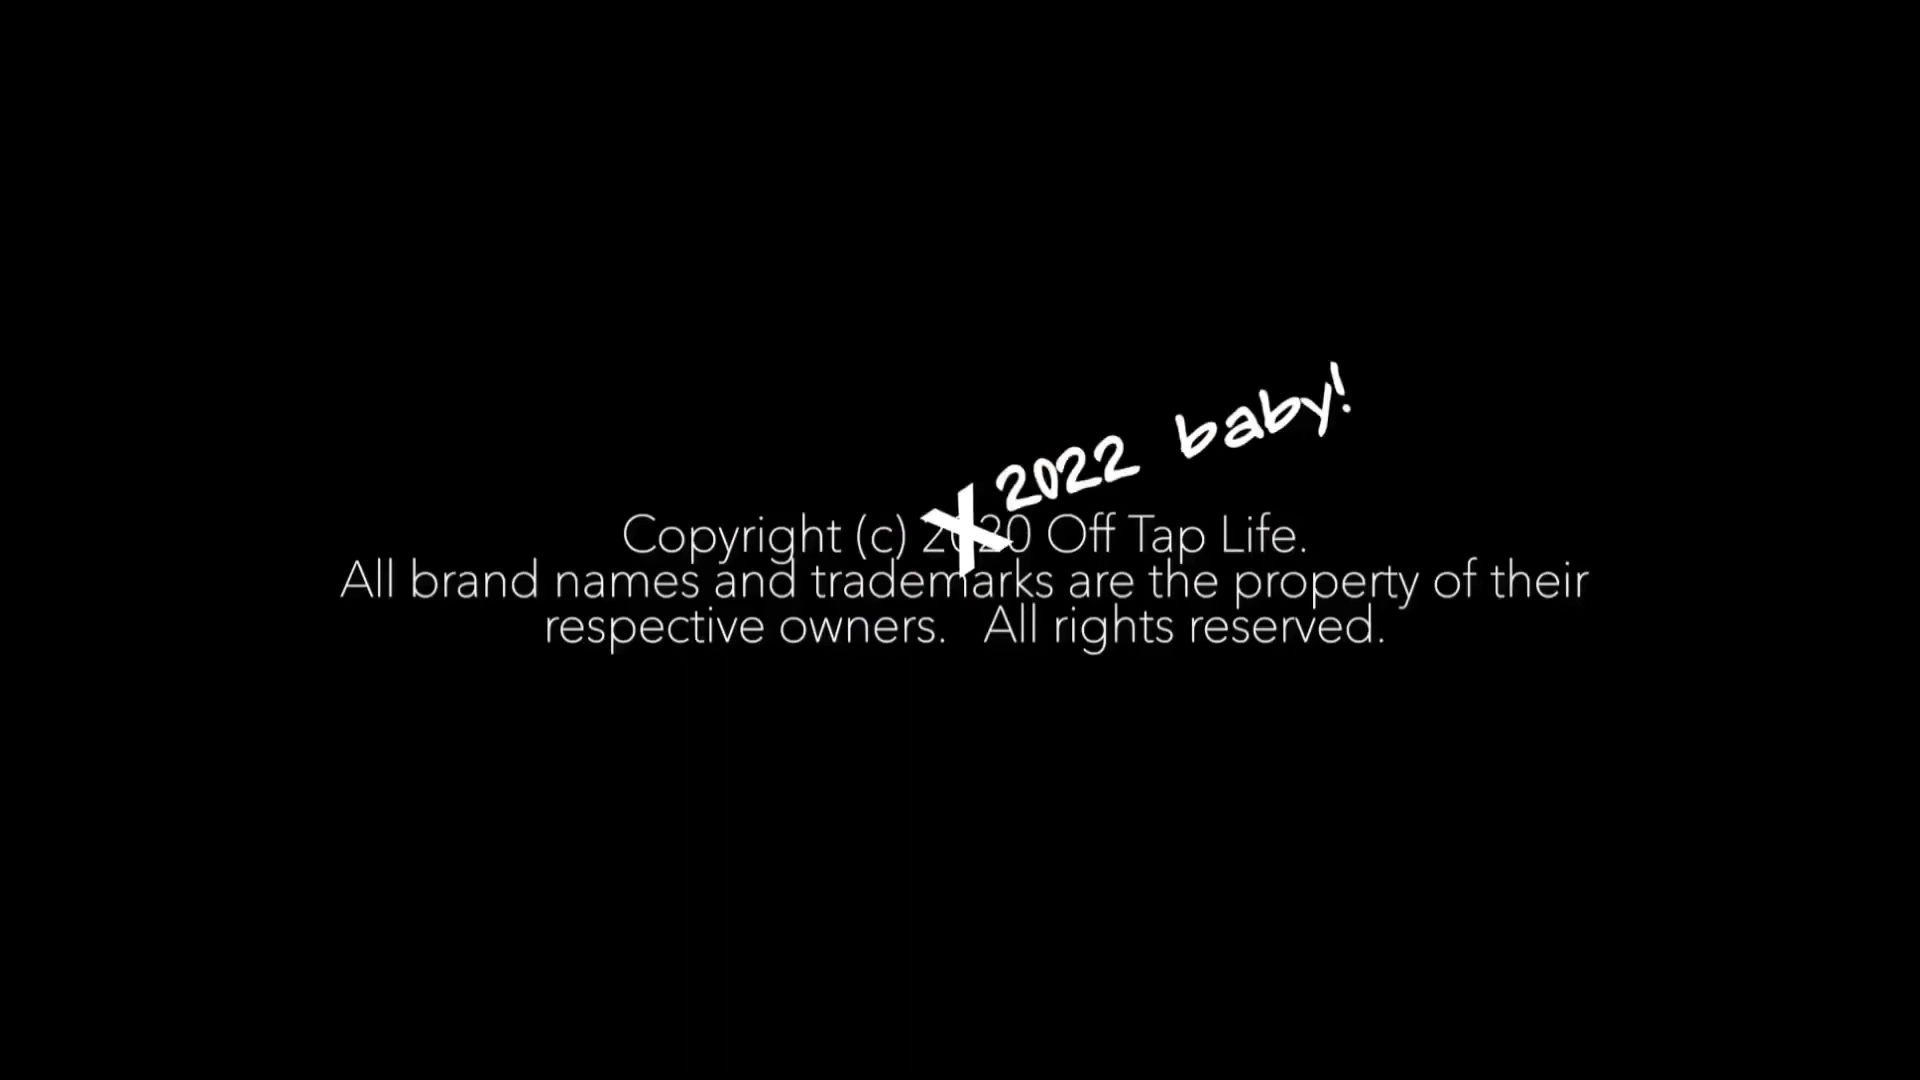 X 2022 baby!
Copyright (c) 2020 Off Tap Life.
All brand names and trademarks are the property of their
respective owners.   All rights reserved.